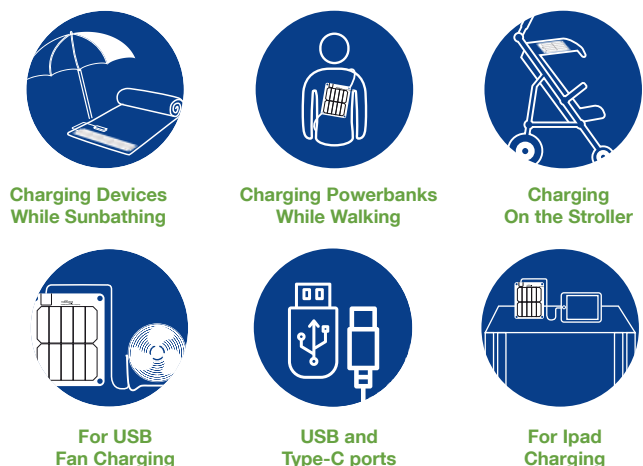 Charging Devices
While Sunbathing
Charging Powerbanks
While Walking
Charging
On the Stroller
For USB
Fan Charging
USB and
Type-C ports
For Ipad
Charging